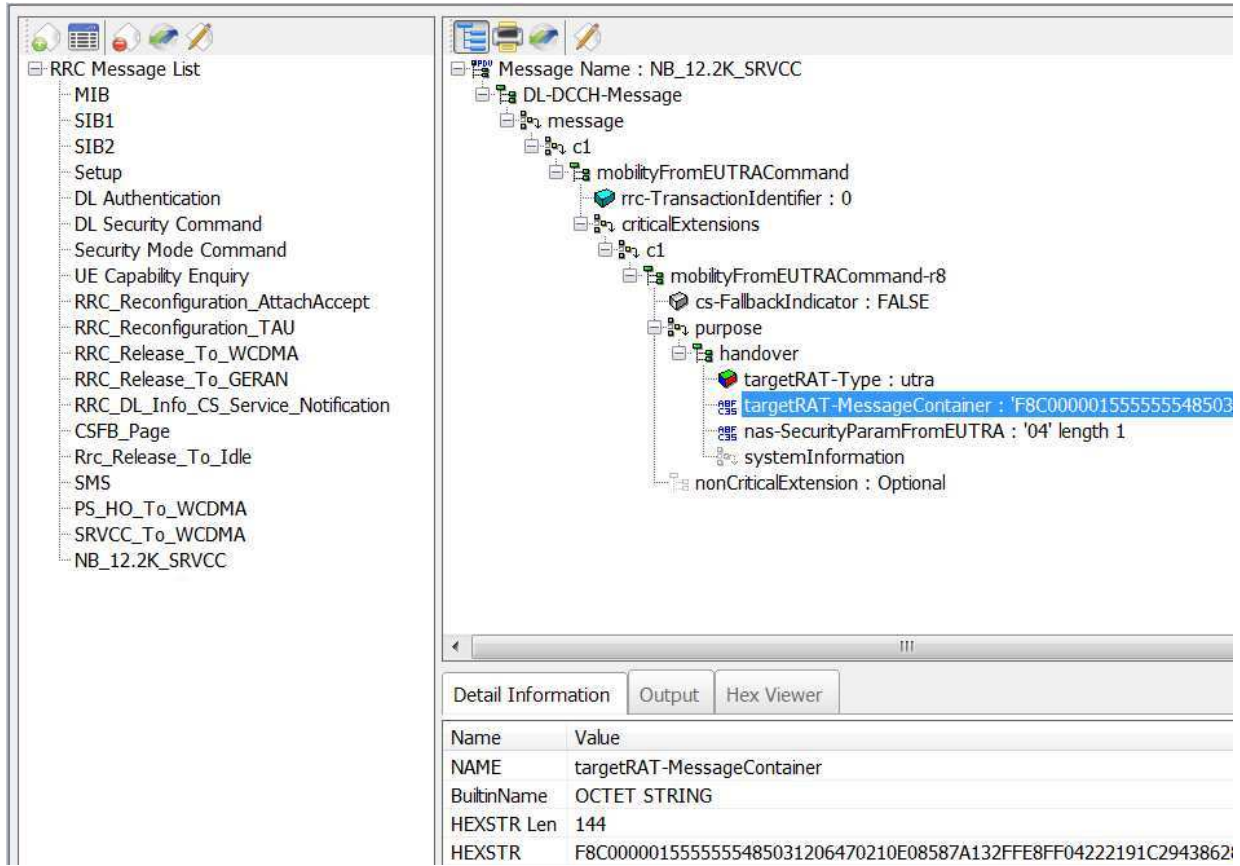 RRC Message List
MIB
SIB1
SIB2
Setup
DL Authentication
DL Security Command
Security Mode Command
UE Capability Enquiry
RRC_Reconfiguration_AttachAccept
RRC_Reconfiguration_TAU
RRC_Release_To_WCDMA
RRC_Release_To_GERAN
RRC_DL_Info_CS_Service_Notification
CSFB_Page
Rrc_Release_To_Idle
SMS
PS_HO_To_WCDMA
SRVCC_To_WCDMA
NB_12.2K_SRVCC
Message Name : NB_12.2K_SRVCC
DL-DCCH-Message
message
c1
mobilityFromEUTRACommand
rrc-TransactionIdentifier : 0
criticalExtensions
c1
mobilityFromEUTRACommand-r8
cs-FallbackIndicator : FALSE
purpose
handover
targetRAT-Type : utra
targetRAT-MessageContainer : 'F8C000001555555548503
nas-SecurityParamFromEUTRA : '04' length 1
systemInformation
nonCriticalExtension : Optional
Detail Information Output Hex Viewer
Name Value
NAME targetRAT-MessageContainer
BuiltinName OCTET STRING
HEXSTR Len 144
HEXSTR F8C0000015555555485031206470210E08587A132FFE8FF04222191C2943862